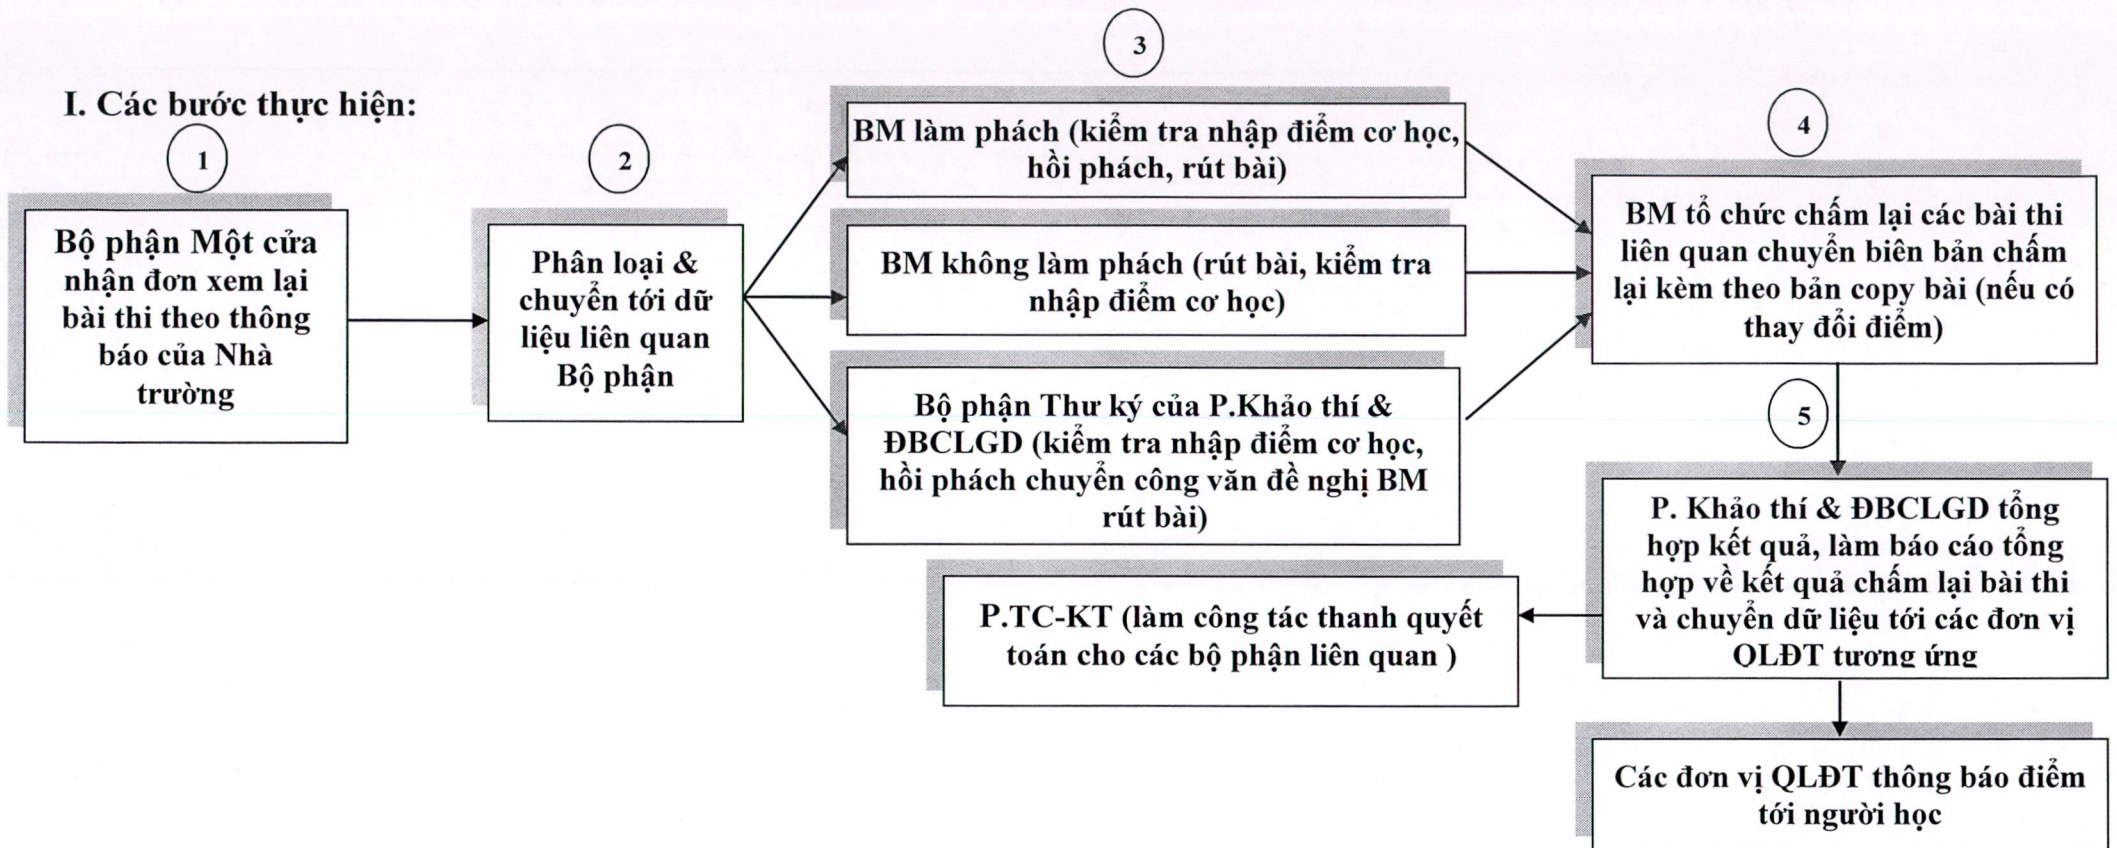 I. Các bước thực hiện:
1
Bộ phận Một cửa
nhận đơn xem lại
bài thi theo thông
báo của Nhà
trường
2
Phân loại &
chuyển tới dữ
liệu liên quan
Bộ phận
3
BM làm phách (kiểm tra nhập điểm cơ học,
hồi phách, rút bài)
BM không làm phách (rút bài, kiểm tra
nhập điểm cơ học)
Bộ phận Thư ký của P.Khảo thí &
ĐBCLGD (kiểm tra nhập điểm cơ học,
hồi phách chuyển công văn đề nghị BM
rút bài)
4
BM tổ chức chấm lại các bài thi
liên quan chuyển biên bản chấm
lại kèm theo bản copy bài (nếu có
thay đổi điểm)
5
P. Khảo thí & ĐBCLGD tổng
hợp kết quả, làm báo cáo tổng
hợp về kết quả chấm lại bài thi
và chuyển dữ liệu tới các đơn vị
QLĐT tương ứng
P.TC-KT (làm công tác thanh quyết
toán cho các bộ phận liên quan )
Các đơn vị QLĐT thông báo điểm
tới người học